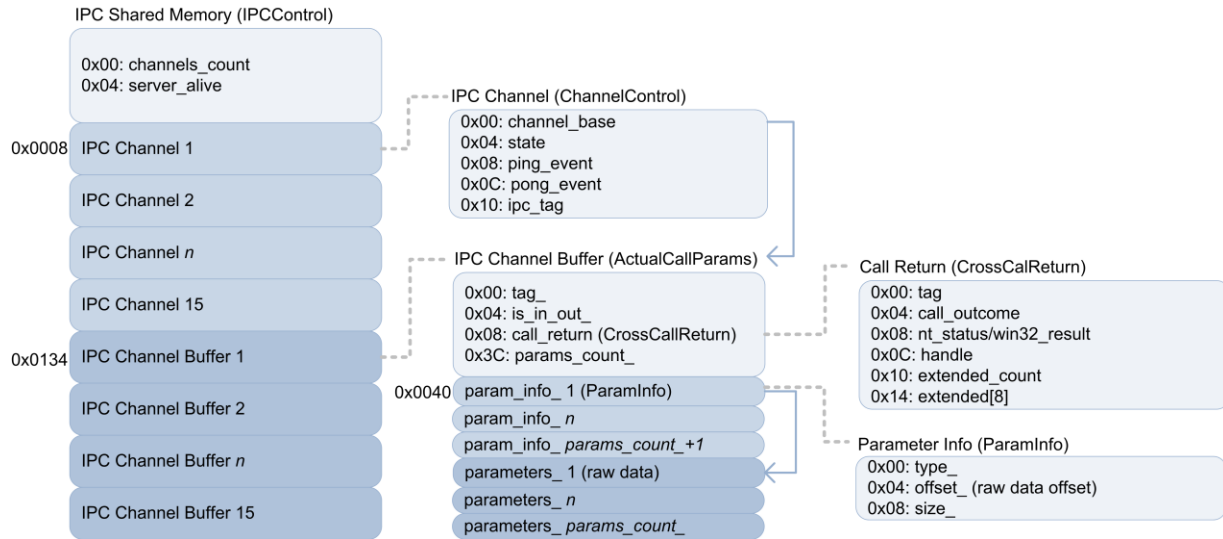 IPC Shared Memory (IPCControl)
0x00: channels_count
0x04: server_alive
0x0008
IPC Channel 1
IPC Channel 2
IPC Channel n
IPC Channel 15
0x0134
IPC Channel Buffer 1
IPC Channel Buffer 2
IPC Channel Buffer n
IPC Channel Buffer 15
IPC Channel (ChannelControl)
0x00: channel_base
0x04: state
0x08: ping_event
0x0C: pong_event
0x10: ipc_tag
IPC Channel Buffer (ActualCallParams)
0x00: tag_
0x04: is_in_out_
0x08: call_return (CrossCallReturn)
0x3C: params_count_
0x0040
param_info_ 1 (ParamInfo)
param_info_ n
param_info_ params_count_+1
parameters_ 1 (raw data)
parameters_ n
parameters_ params_count_
Call Return (CrossCalReturn)
0x00: tag
0x04: call_outcome
0x08: nt_status/win32_result
0x0C: handle
0x10: extended_count
0x14: extended[8]
Parameter Info (ParamInfo)
0x00: type_
0x04: offset_ (raw data offset)
0x08: size_